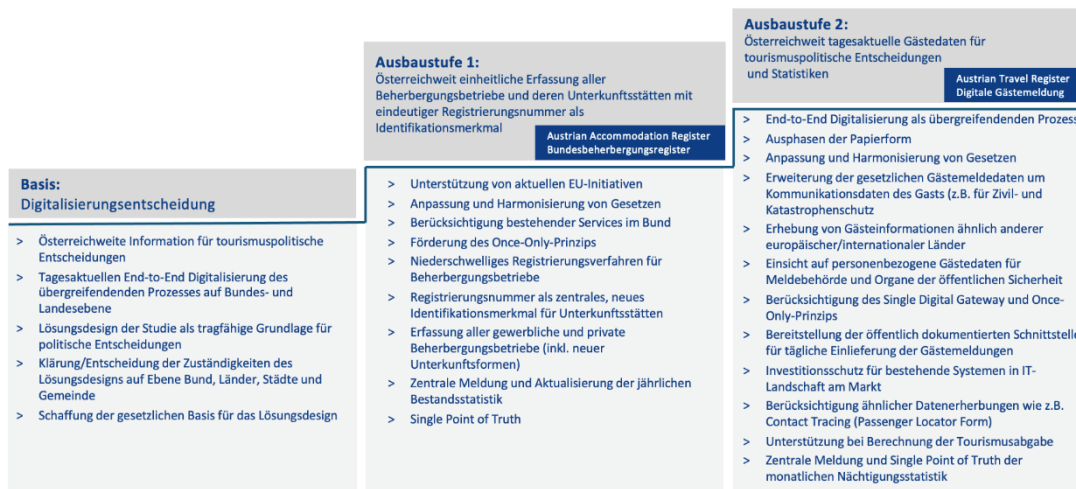 Basis:
Digitalisierungsentscheidung
> Österreichweite Information für tourismuspolitische
Entscheidungen
> Tagesaktuellen End-to-End Digitalisierung des
übergreifendenden Prozesses auf Bundes- und
Landesebene
> Lösungsdesign der Studie als tragfähige Grundlage für
politische Entscheidungen
> Klärung/Entscheidung der Zuständigkeiten des
Lösungsdesigns auf Ebene Bund, Länder, Städte und
Gemeinde
> Schaffung der gesetzlichen Basis für das Lösungsdesign
Ausbaustufe 1:
Österreichweit einheitliche Erfassung aller
Beherbergungsbetriebe und deren Unterkunftsstätten mit
eindeutiger Registrierungsnummer als
Identifikationsmerkmal
Austrian Accommodation Register
Bundesbeherbergungsregister
> Unterstützung von aktuellen EU-Initiativen
> Anpassung und Harmonisierung von Gesetzen
> Berücksichtigung bestehender Services im Bund
> Förderung des Once-Only-Prinzips
> Niederschwelliges Registrierungsverfahren für
Beherbergungsbetriebe
> Registrierungsnummer als zentrales, neues
Identifikationsmerkmal für Unterkunftsstätten
> Erfassung aller gewerbliche und private
Beherbergungsbetriebe (inkl. neuer
Unterkunftsformen)
> Zentrale Meldung und Aktualisierung der jährlichen
Bestandsstatistik
> Single Point of Truth
Ausbaustufe 2:
Österreichweit tagesaktuelle Gästedaten für
tourismuspolitische Entscheidungen
und Statistiken
Austrian Travel Register
Digitale Gästemeldung
> End-to-End Digitalisierung als übergreifendenden Prozess
> Ausphasen der Papierform
> Anpassung und Harmonisierung von Gesetzen
> Erweiterung der gesetzlichen Gästemeldedaten um
Kommunikationsdaten des Gasts (z.B. für Zivil- und
Katastrophenschutz
> Erhebung von Gästeinformationen ähnlich anderer
europäischer/internationaler Länder
> Einsicht auf personenbezogene Gästedaten für
Meldebehörde und Organe der öffentlichen Sicherheit
> Berücksichtigung des Single Digital Gateway und Once-
Only-Prinzips
> Bereitstellung der öffentlich dokumentierten Schnittstelle
für tägliche Einlieferung der Gästemeldungen
> Investitionsschutz für bestehende Systemen in IT-
Landschaft am Markt
> Berücksichtigung ähnlicher Datenerherbungen wie z.B.
Contact Tracing (Passenger Locator Form)
> Unterstützung bei Berechnung der Tourismusabgabe
> Zentrale Meldung und Single Point of Truth der
monatlichen Nächtigungsstatistik